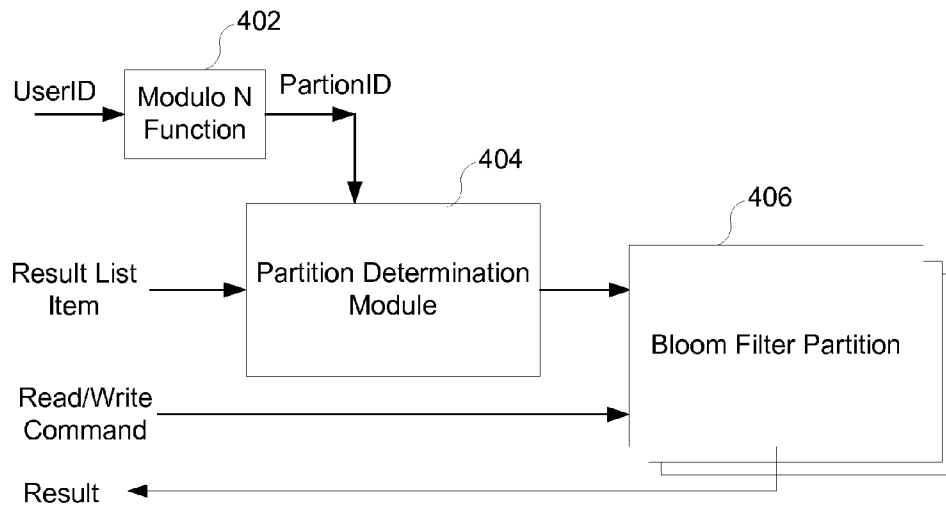 402
UserID
Modulo N
Function
PartionID
404
406
Result List
Item
Partition Determination
Module
Bloom Filter Partition
Read/Write
Command
Result